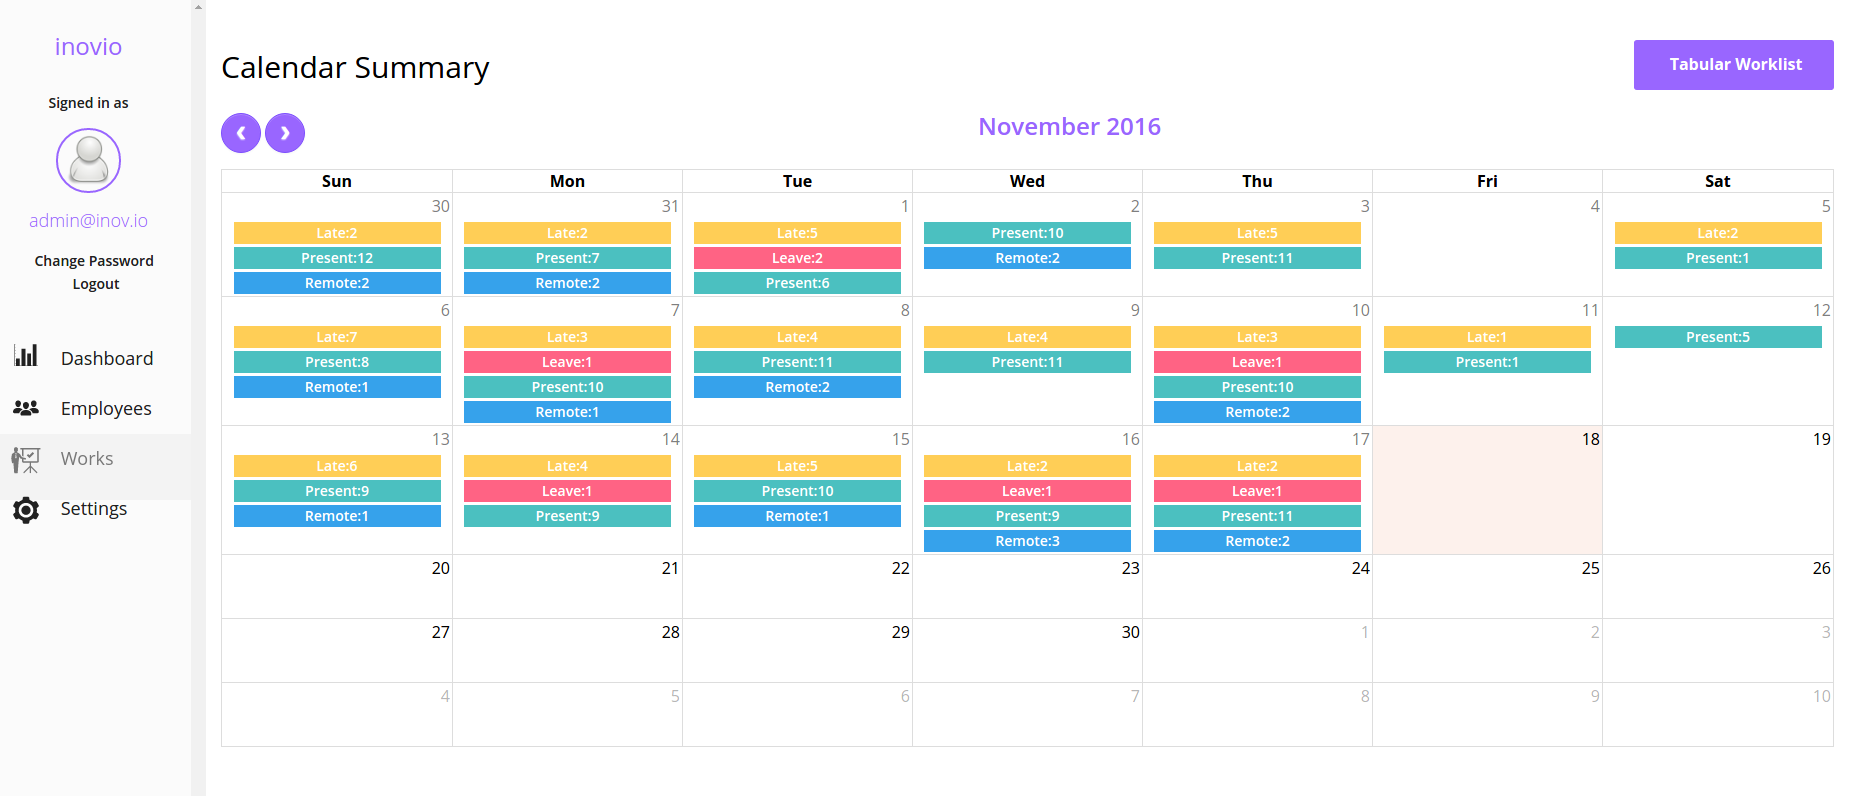 inovio
Signed in as
admin@inov.io
Change Password
Logout
Dashboard
Employees
Works
Settings
Calendar Summary
Tabular Worklist
November 2016
Sun Mon Tue Wed Thu Fri Sat
30 31 1 2 3 4 5
Late:2 Late:2 Late:5 Present:10 Late:5 Late:2
Present:12 Present:7 Leave:2 Remote:2 Present:11 Present:1
Remote:2 Remote:2 Present:6
6 7 8 9 10 11 12
Late:7 Late:3 Late:4 Late:4 Late:3 Late:1 Present:5
Present:8 Leave:1 Present:11 Present:11 Leave:1 Present:1
Remote:1 Present:10 Remote:2 Present:10
Remote:1 Remote:2
13 14 15 16 17 18 19
Late:6 Late:4 Late:5 Late:2 Late:2
Present:9 Leave:1 Present:10 Leave:1 Leave:1
Remote:1 Present:9 Remote:1 Present:9 Present:11
Remote:3 Remote:2
20 21 22 23 24 25 26
27 28 29 30 1 2 3
4 5 6 7 8 9 10